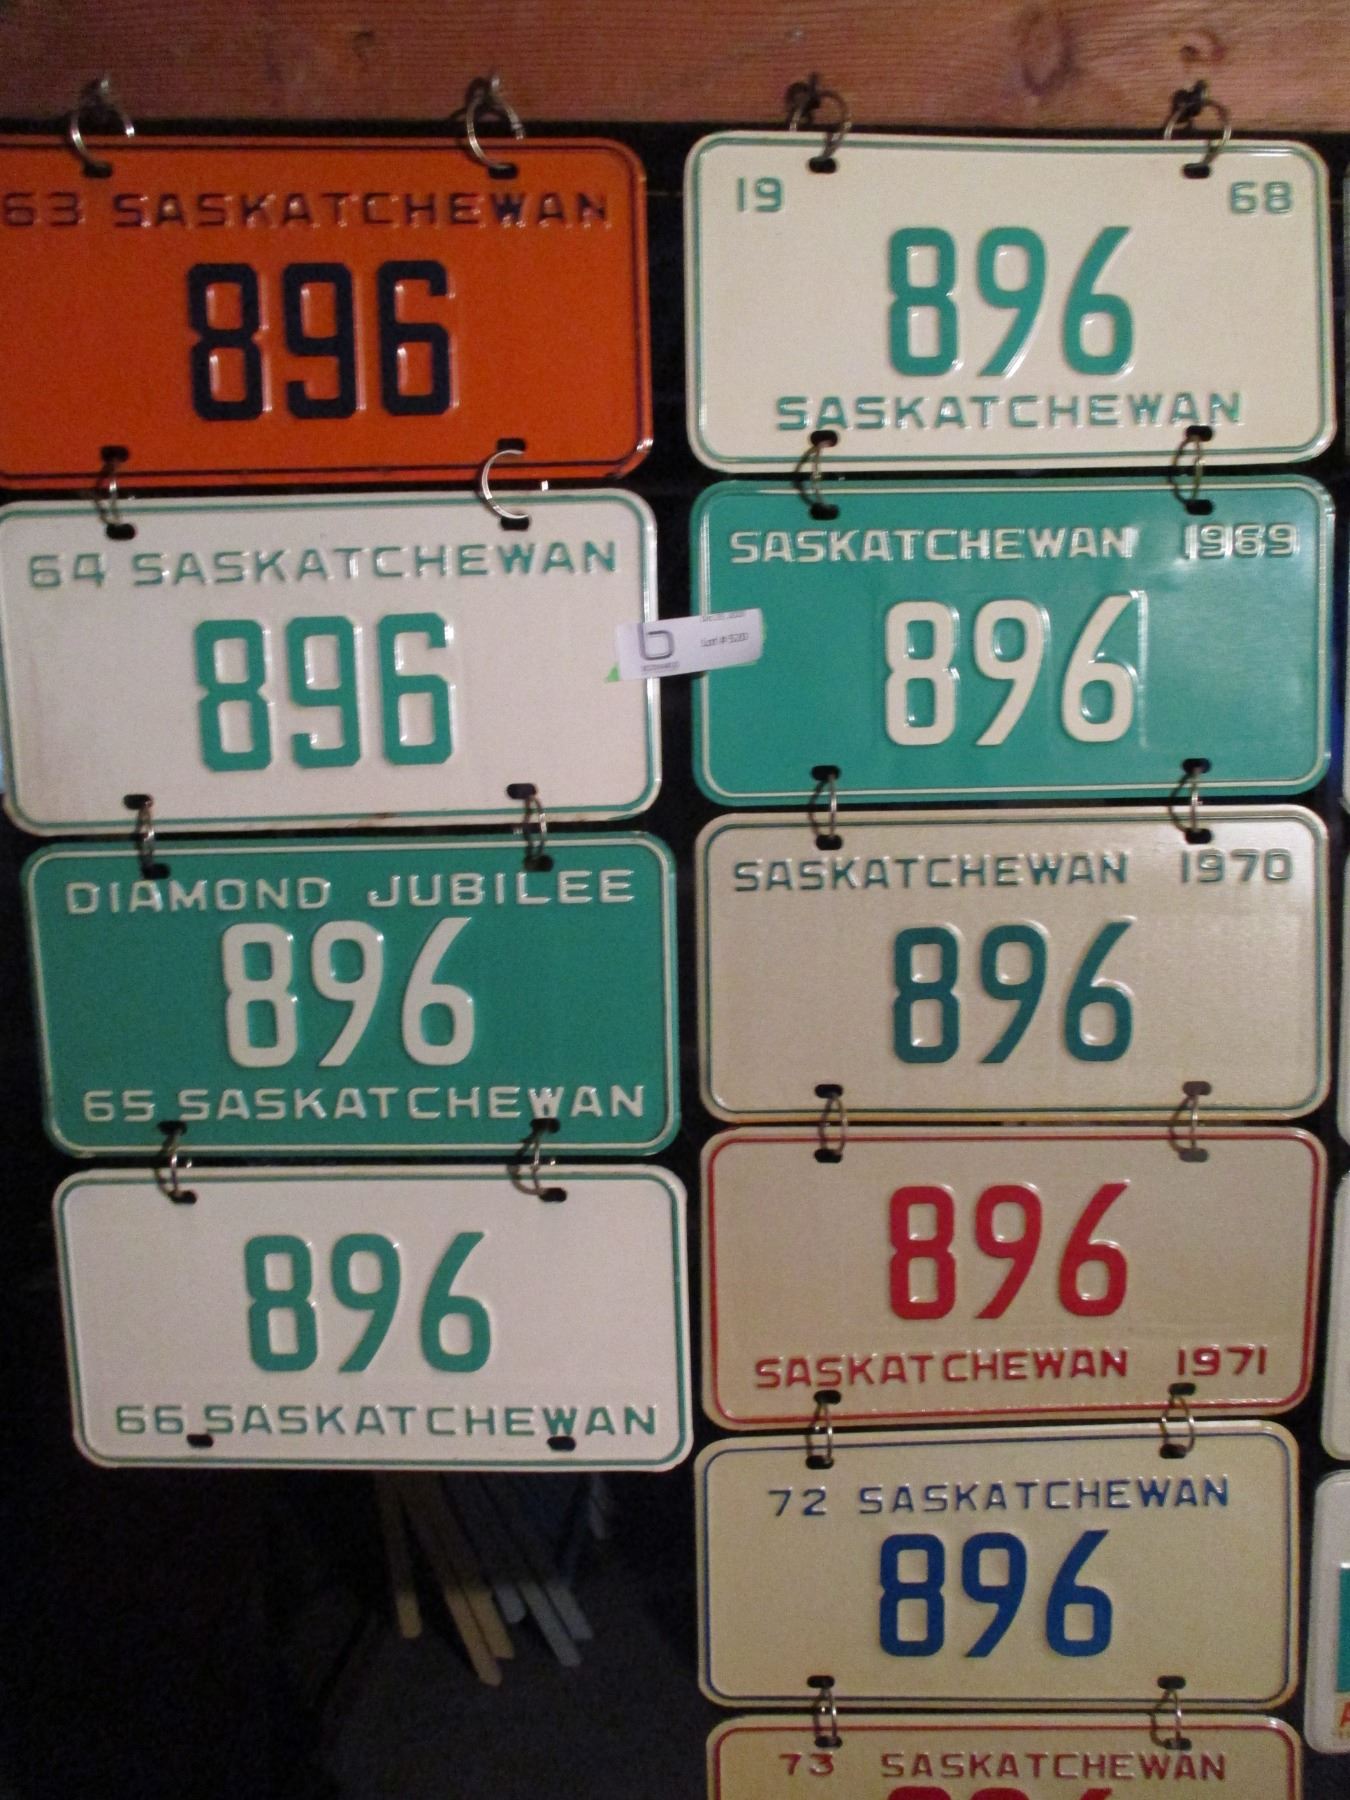 63 SASKATCHEWAN
896
64 SASKATCHEWAN
896
DIAMOND JUBILEE
896
65 SASKATCHEWAN
896
66 SASKATCHEWAN
19 68
896
SASKATCHEWAN
SASKATCHEWAN 1969
896
SASKATCHEWAN 1970
896
896
SASKATCHEWAN 1971
72 SASKATCHEWAN
896
73 SASKATCHEWAN